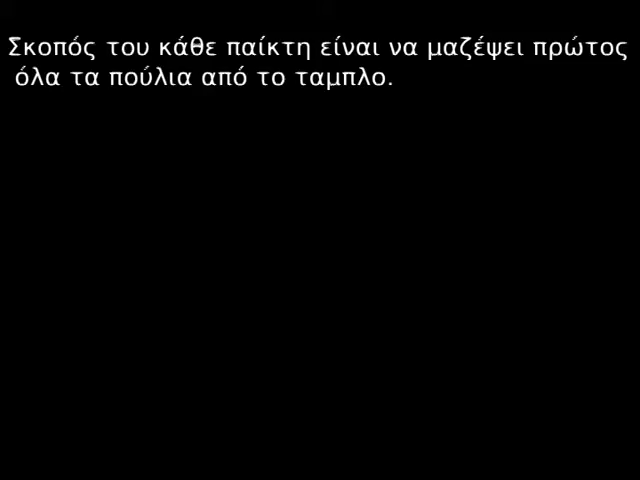 Σκοπός του κάθε παίκτη είναι να μαζέψει πρώτος
όλα τα πούλια από το ταμπλο.